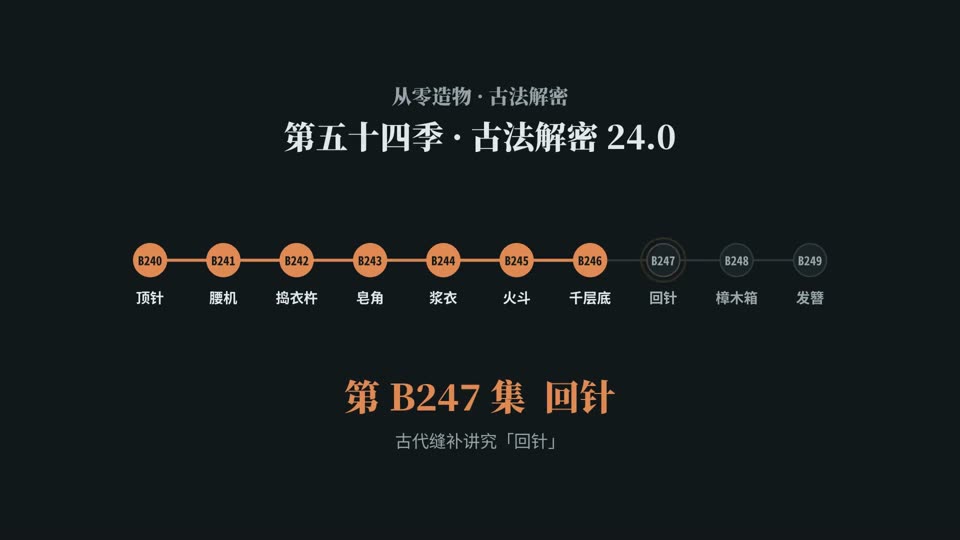 从零造物 · 古法解密
第五十四季 · 古法解密 24.0
B240 B241 B242 B243 B244 B245 B246 B247 B248 B249
顶针 腰机 捣衣杵 皂角 浆衣 火斗 千层底 回针 樟木箱 发簪
第 B247 集 回针
古代缝补讲究「回针」